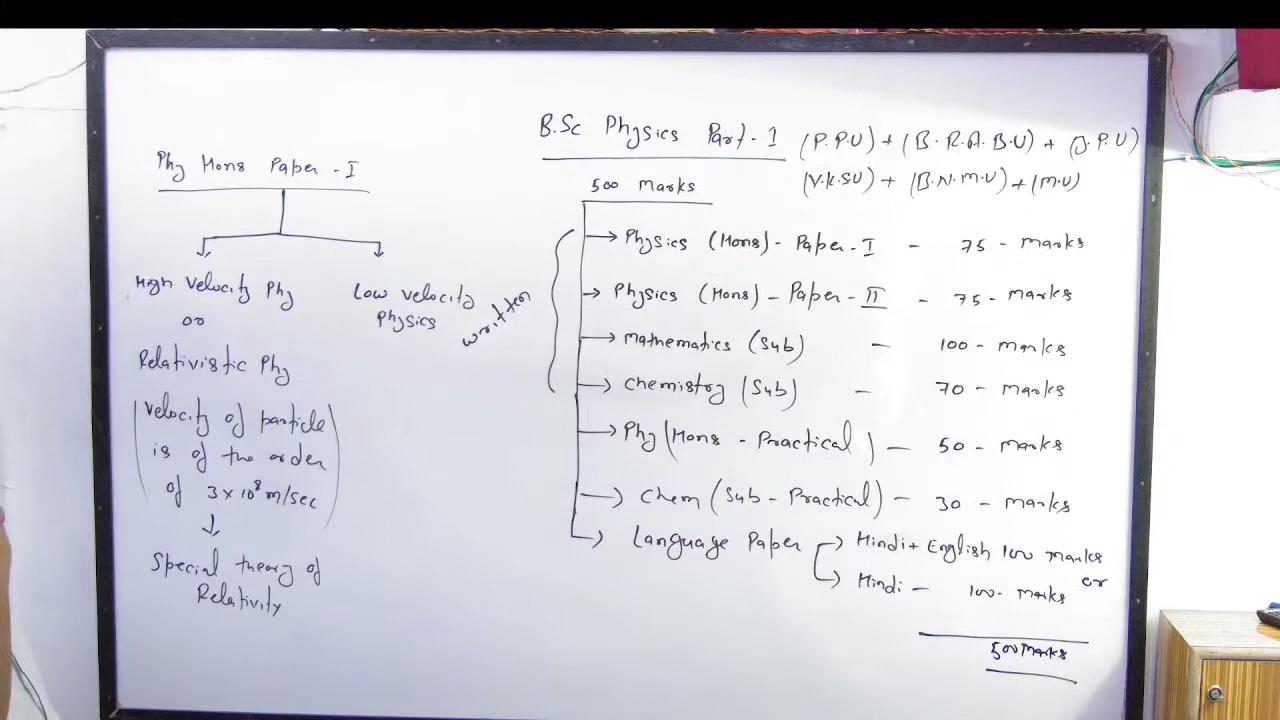 Phy Hons Paper - I
High Velocity Phy
or
Relativistic Phy
(Velocity of particle
is of the order
of 3 × 10⁸ m/sec)
Special theory of
Relativity
Low velocity
Physics
B.Sc Physics Part - I (P.P.U) + (B.R.A.B.U) + (J.P.U)
(V.K.SU) + (B.N.M.U) + (M.U)
500 Marks
written
Physics (Hons) - Paper - I - 75 - marks
Physics (Hons) - Paper - II - 75 - marks
Mathematics (Sub) - 100 - marks
Chemistry (Sub) - 70 - marks
Phy (Hons - Practical) - 50 - marks
Chem (Sub - Practical) - 30 - marks
Language Paper
Hindi + English 100 marks
or
Hindi - 100 - marks
500 marks